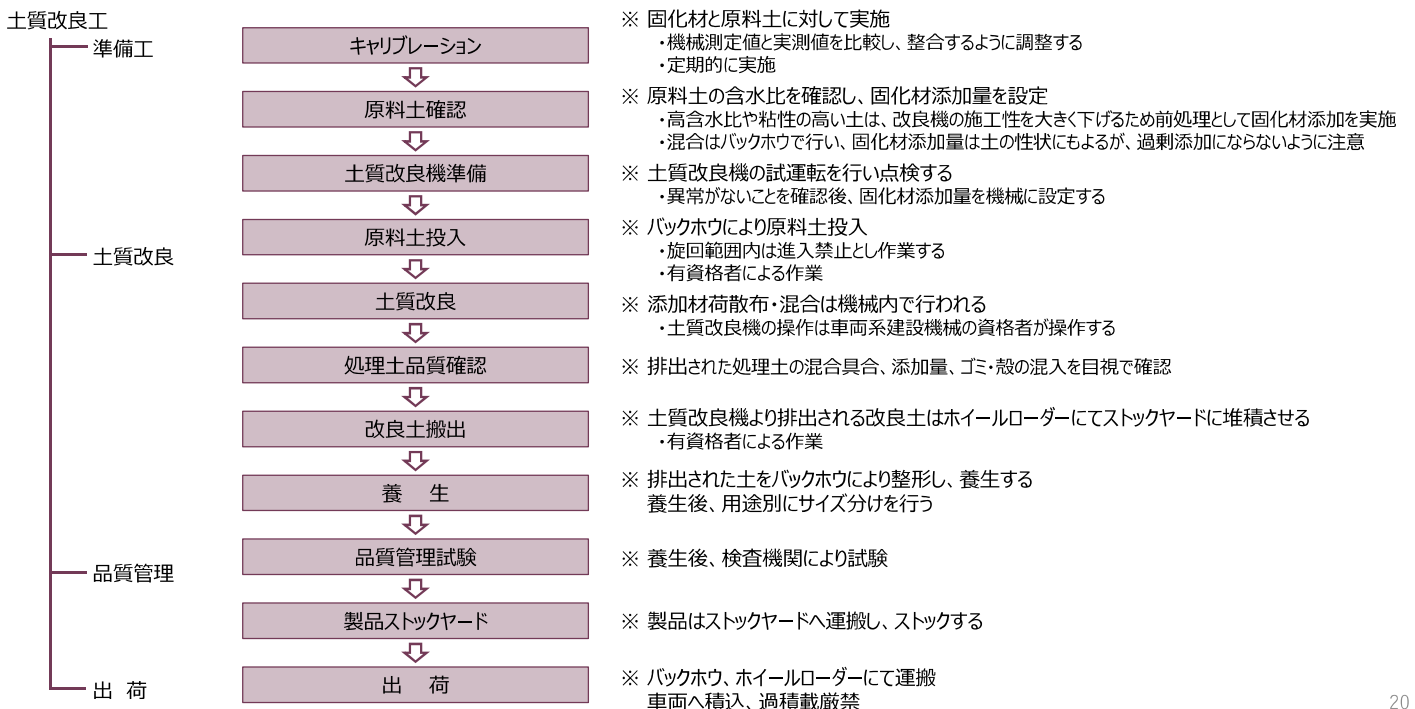 土質改良工
準備工
キャリブレーション
※ 固化材と原料土に対して実施
・機械測定値と実測値を比較し、整合するように調整する
・定期的に実施
原料土確認
※ 原料土の含水比を確認し、固化材添加量を設定
・高含水比や粘性の高い土は、改良機の施工性を大きく下げるため前処理として固化材添加を実施
・混合はバックホウで行い、固化材添加量は土の性状にもよるが、過剰添加にならないように注意
土質改良機準備
※ 土質改良機の試運転を行い点検する
・異常がないことを確認後、固化材添加量を機械に設定する
土質改良
原料土投入
※ バックホウにより原料土投入
・旋回範囲内は進入禁止とし作業する
・有資格者による作業
土質改良
※ 添加材荷散布・混合は機械内で行われる
・土質改良機の操作は車両系建設機械の資格者が操作する
処理土品質確認
※ 排出された処理土の混合具合、添加量、ゴミ・殻の混入を目視で確認
改良土搬出
※ 土質改良機より排出される改良土はホイールローダーにてストックヤードに堆積させる
・有資格者による作業
養 生
※ 排出された土をバックホウにより整形し、養生する
養生後、用途別にサイズ分けを行う
品質管理
品質管理試験
※ 養生後、検査機関により試験
製品ストックヤード
※ 製品はストックヤードへ運搬し、ストックする
出 荷
出 荷
※ バックホウ、ホイールローダーにて運搬
車両へ積込、過積載厳禁
20